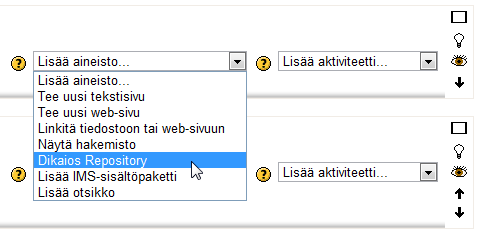 Lisää aineisto...
Lisää aktiviteetti...
Lisää aineisto...
Tee uusi tekstisivu
Tee uusi web-sivu
Linkitä tiedostoon tai web-sivuun
Näytä hakemisto
Dikaios Repository
Lisää IMS-sisältöpaketti
Lisää otsikko
Lisää aktiviteetti...